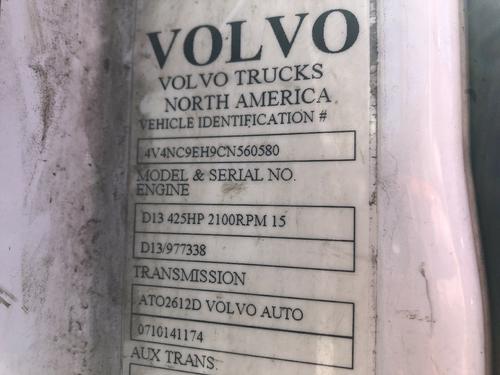 VOLVO
VOLVO TRUCKS
NORTH AMERICA
VEHICLE IDENTIFICATION #
4V4NC9EH9CN560580
MODEL & SERIAL NO.
ENGINE
D13 425HP 2100RPM 15
D13/977338
TRANSMISSION
ATO2612D VOLVO AUTO
0710141174
AUX TRANS.